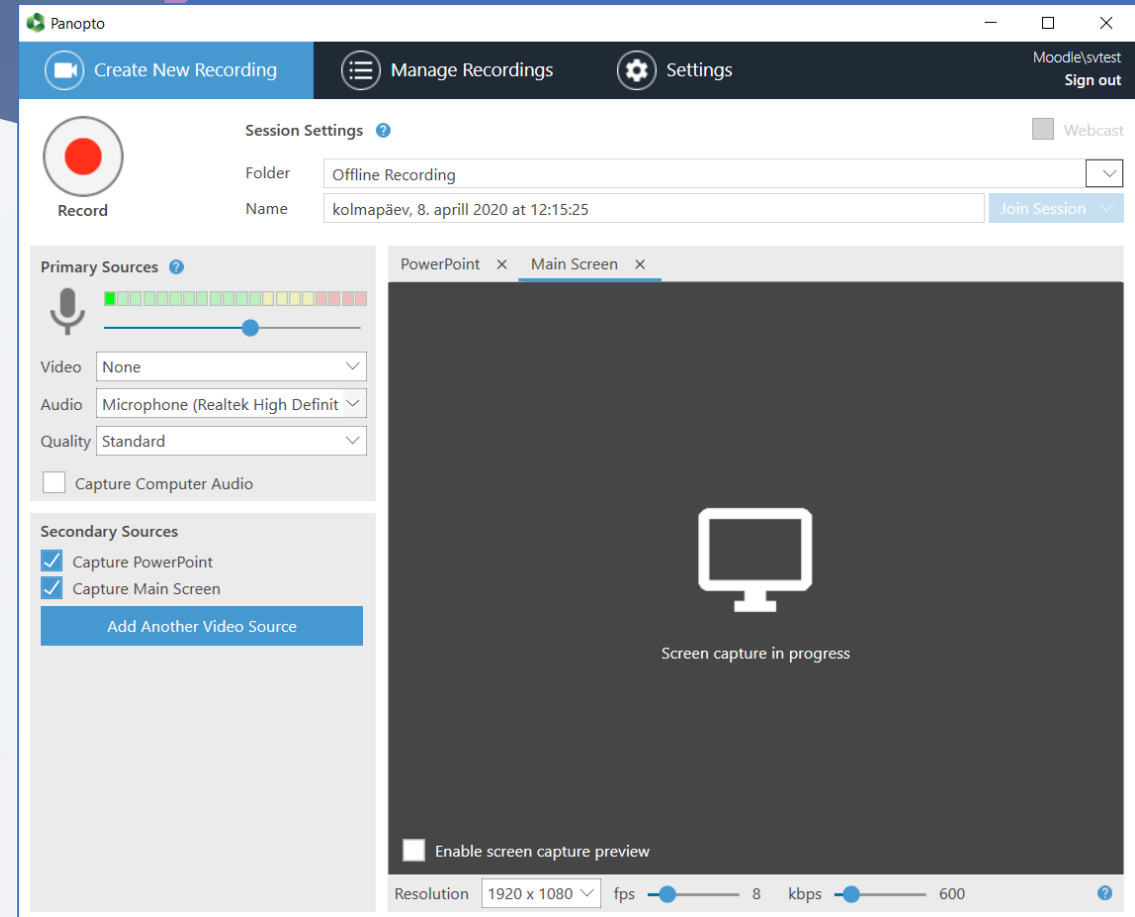 Panopto
Create New Recording
Manage Recordings
Settings
Moodle\svtest
Sign out
Record
Session Settings ?
Webcast
Folder
Offline Recording
Name
kolmapäev, 8. aprill 2020 at 12:15:25
Join Session
Primary Sources ?
Video
None
Audio
Microphone (Realtek High Definit
Quality
Standard
Capture Computer Audio
Secondary Sources
Capture PowerPoint
Capture Main Screen
Add Another Video Source
PowerPoint
Main Screen
Screen capture in progress
Enable screen capture preview
Resolution 1920 x 1080 fps 8 kbps 600 ?